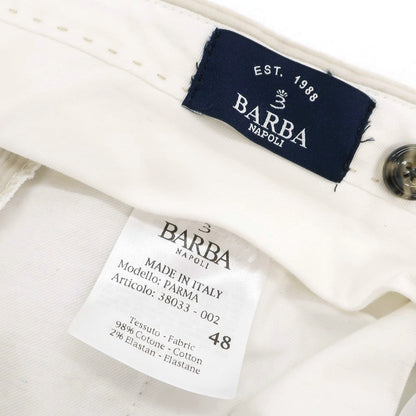 EST. 1988
BARBA
NAPOLI
BARBA
NAPOLI
MADE IN ITALY
Modello: PARMA
Articolo: 38033 - 002
48
Tessuto - Fabric
98% Cotone - Cotton
2% Elastan - Elastane